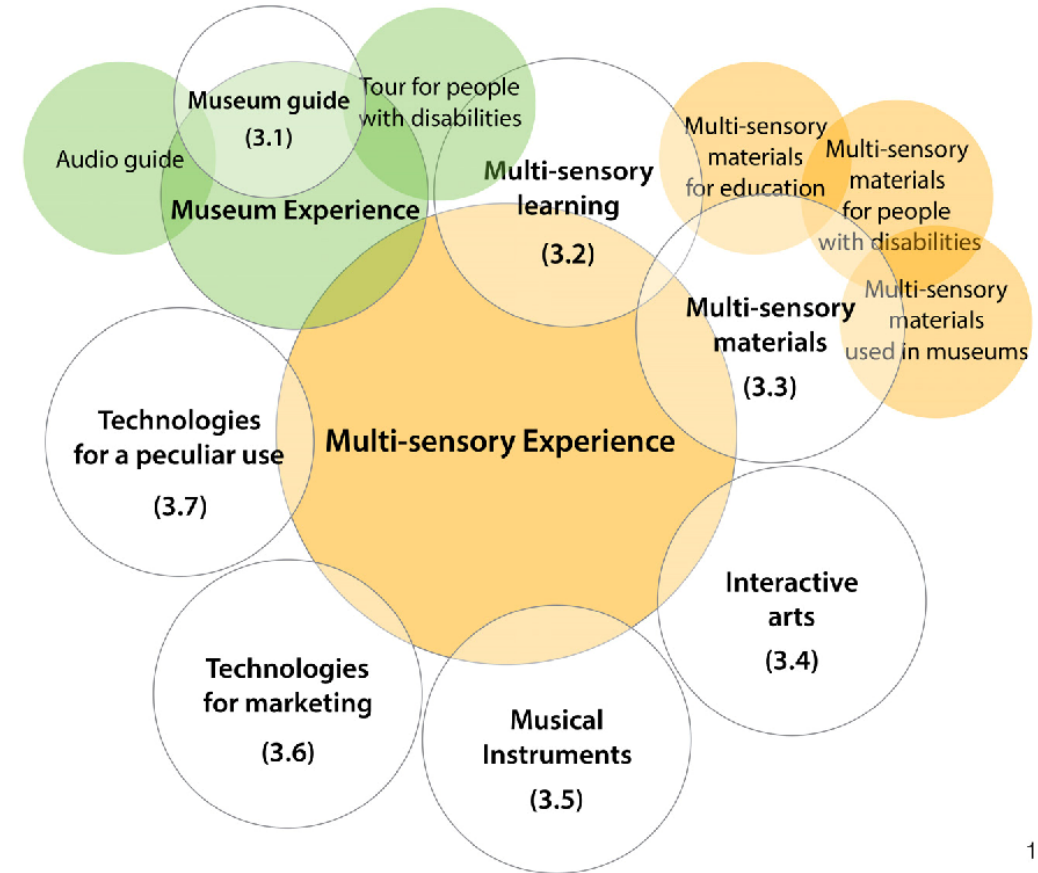 Museum guide
(3.1)
Tour for people
with disabilities
Audio guide
Museum Experience
Multi-sensory
learning
(3.2)
Multi-sensory
materials
for education
Multi-sensory
materials
for people
with disabilities
Multi-sensory
materials
used in museums
Multi-sensory
materials
(3.3)
Technologies
for a peculiar use
(3.7)
Multi-sensory Experience
Interactive
arts
(3.4)
Technologies
for marketing
(3.6)
Musical
Instruments
(3.5)
1